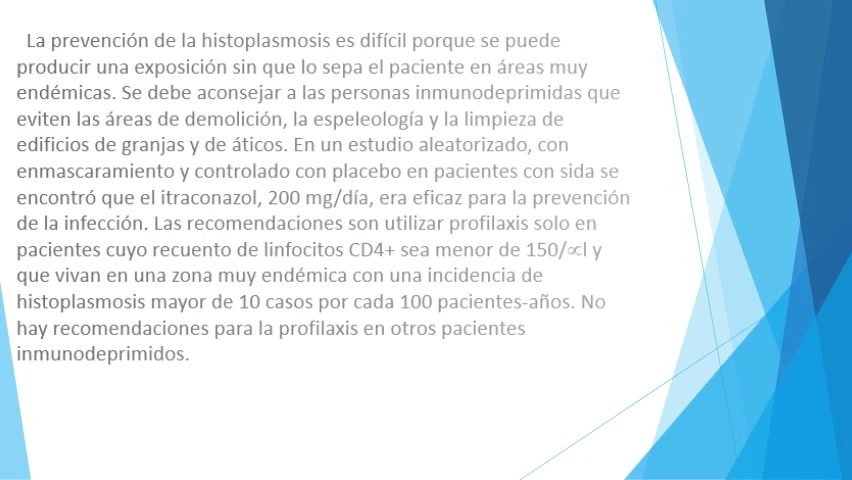 La prevención de la histoplasmosis es difícil porque se puede
producir una exposición sin que lo sepa el paciente en áreas muy
endémicas. Se debe aconsejar a las personas inmunodeprimidas que
eviten las áreas de demolición, la espeleología y la limpieza de
edificios de granjas y de áticos. En un estudio aleatorizado, con
enmascaramiento y controlado con placebo en pacientes con sida se
encontró que el itraconazol, 200 mg/día, era eficaz para la prevención
de la infección. Las recomendaciones son utilizar profilaxis solo en
pacientes cuyo recuento de linfocitos CD4+ sea menor de 150/∝l y
que vivan en una zona muy endémica con una incidencia de
histoplasmosis mayor de 10 casos por cada 100 pacientes-años. No
hay recomendaciones para la profilaxis en otros pacientes
inmunodeprimidos.